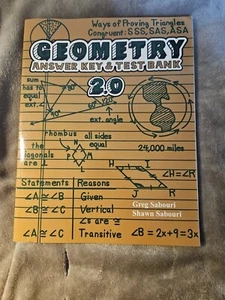 Ways of Proving Triangles
Congruent: SSS, SAS, ASA
GEOMETRY
ANSWER KEY & TEST BANK
2.0
sum
has to
equal
ext. ∠
ext. angle
rhombus
all sides
equal
the
diagonals
are ⊥
24,000 miles
∠H=∠R
Statements Reasons
∠A ≅ ∠B Given
∠B ≅ ∠C Vertical
∠s are ≅
∠A ≅ ∠C Transitive
∠B = 2x+9=3x
Greg Sabouri
Shawn Sabouri